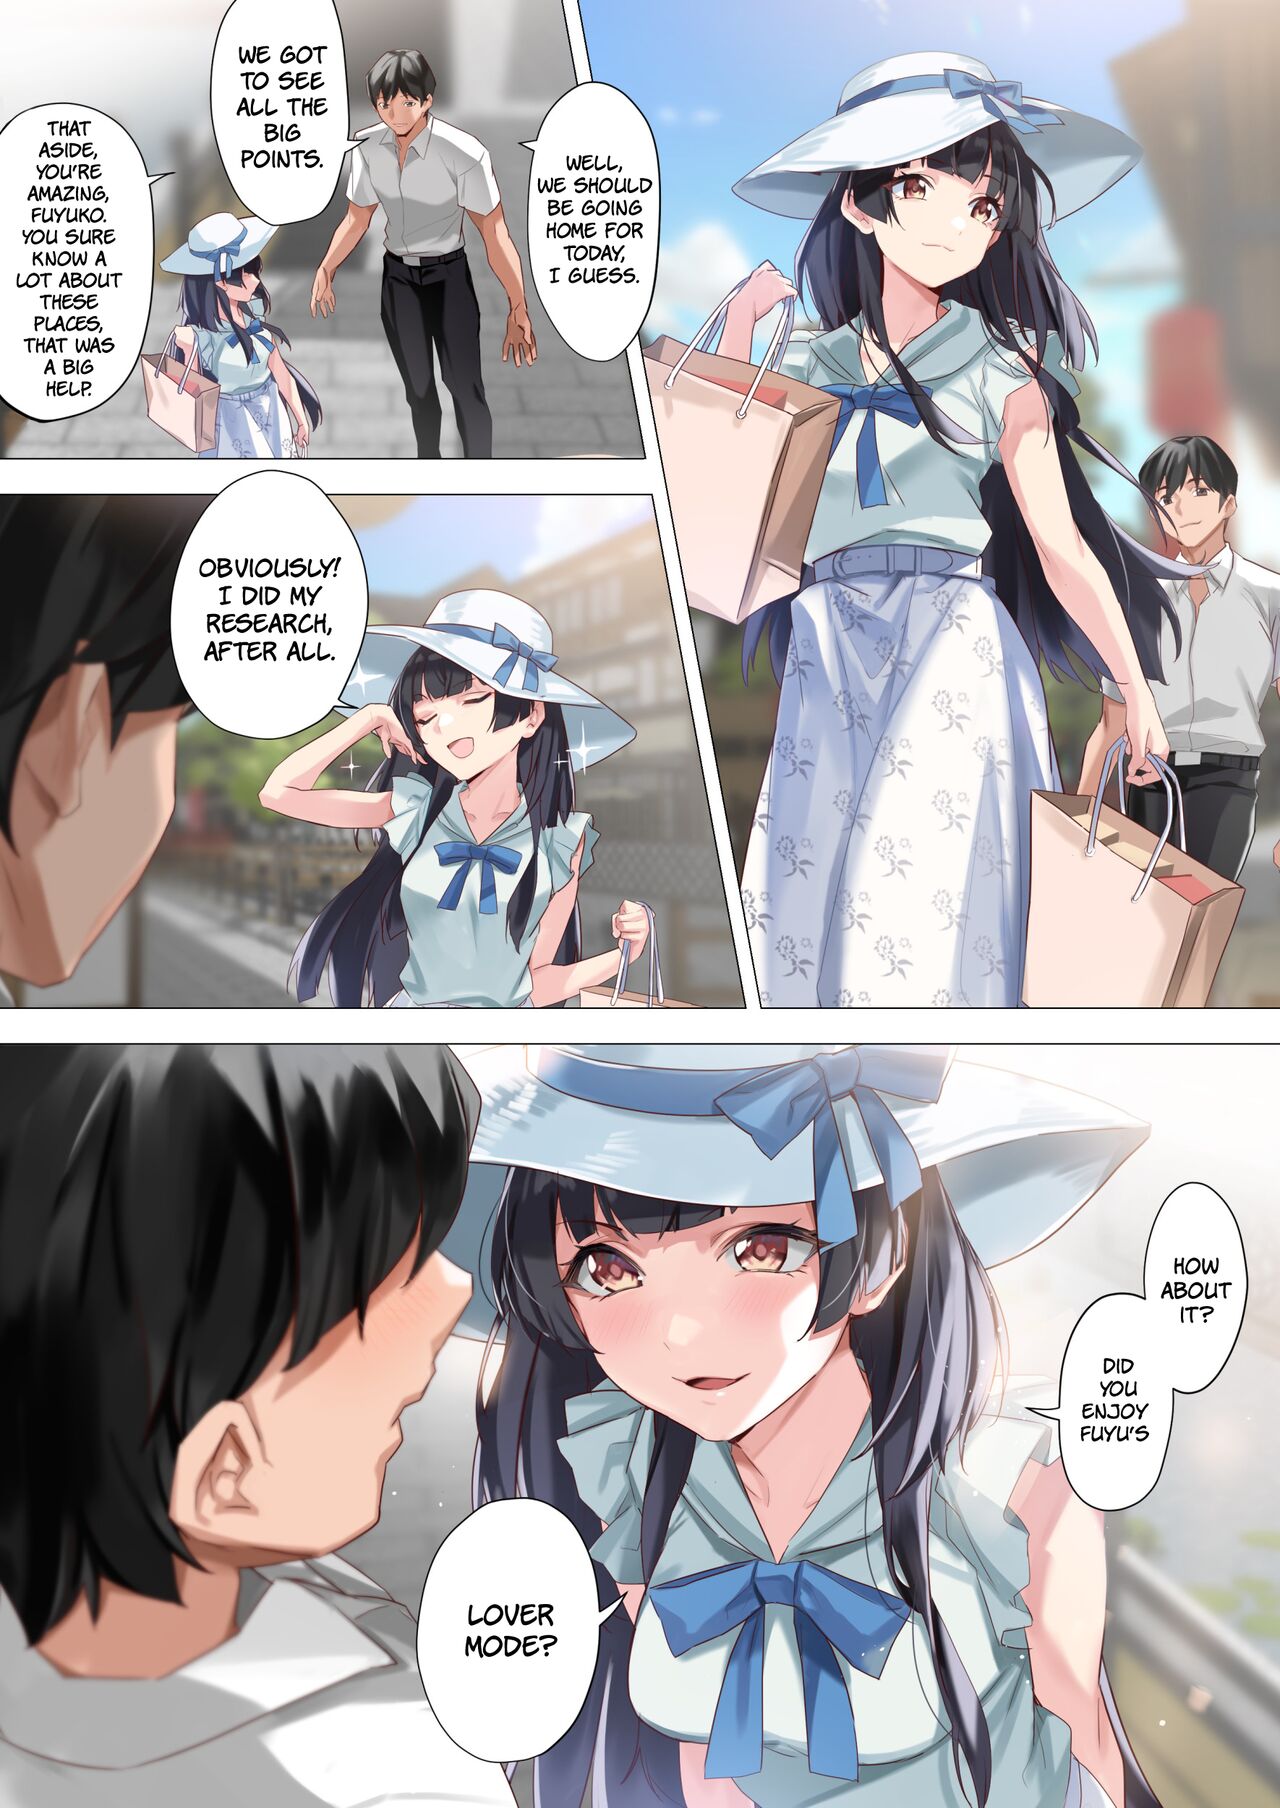 WELL,
WE SHOULD
BE GOING
HOME FOR
TODAY,
I GUESS.
WE GOT
TO SEE
ALL THE
BIG
POINTS.
THAT
ASIDE,
YOU'RE
AMAZING,
FUYUKO.
YOU SURE
KNOW A
LOT ABOUT
THESE
PLACES,
THAT WAS
A BIG
HELP.
OBVIOUSLY!
I DID MY
RESEARCH,
AFTER ALL.
HOW
ABOUT
IT?
DID
YOU
ENJOY
FUYU'S
LOVER
MODE?